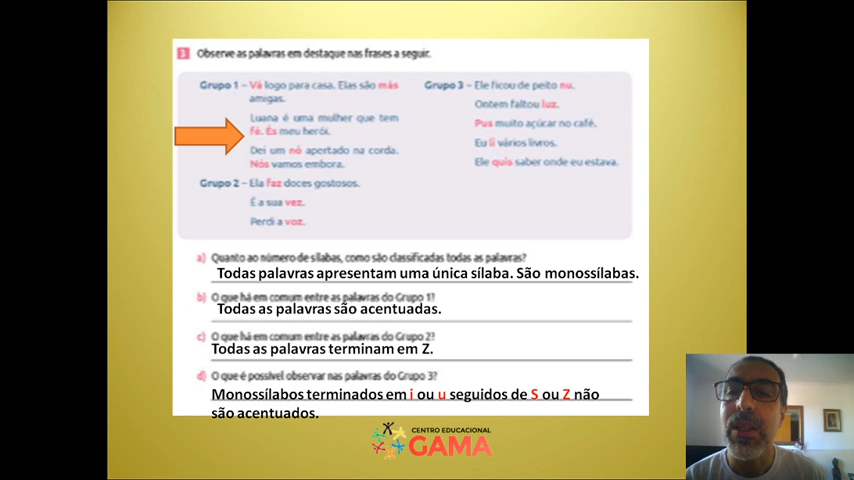 3 Observe as palavras em destaque nas frases a seguir.
Grupo 1 – Vá logo para casa. Elas são más
amigas.
Luana é uma mulher que tem
fé. És meu herói.
Dei um nó apertado na corda.
Nós vamos embora.
Grupo 2 – Ela faz doces gostosos.
É a sua vez.
Perdi a voz.
Grupo 3 – Ele ficou de peito nu.
Ontem faltou luz.
Pus muito açúcar no café.
Eu li vários livros.
Ele quis saber onde eu estava.
a) Quanto ao número de sílabas, como são classificadas todas as palavras?
Todas palavras apresentam uma única sílaba. São monossílabas.
b) O que há em comum entre as palavras do Grupo 1?
Todas as palavras são acentuadas.
c) O que há em comum entre as palavras do Grupo 2?
Todas as palavras terminam em Z.
d) O que é possível observar nas palavras do Grupo 3?
Monossílabos terminados em i ou u seguidos de S ou Z não
são acentuados.
CENTRO EDUCACIONAL
GAMA